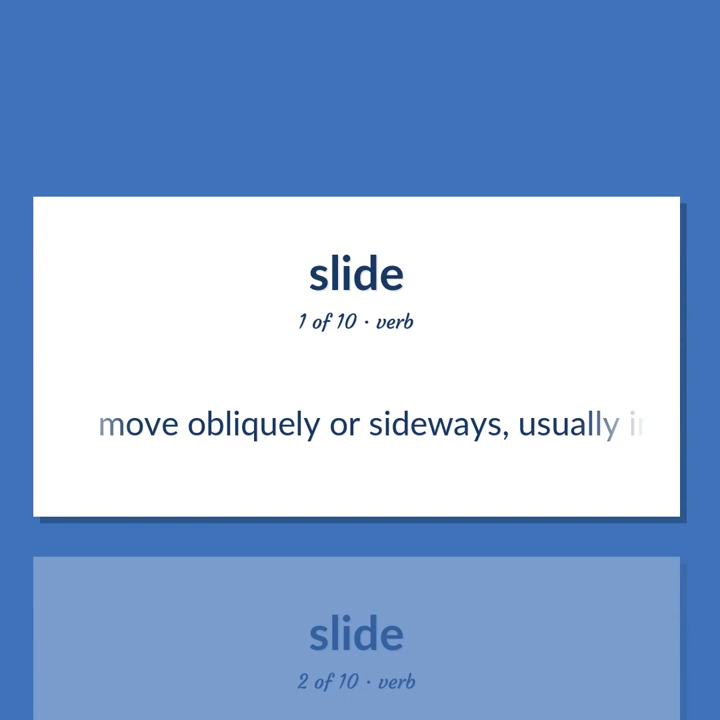 slide
1 of 10 · verb
move obliquely or sideways, usually
slide
2 of 10 · verb